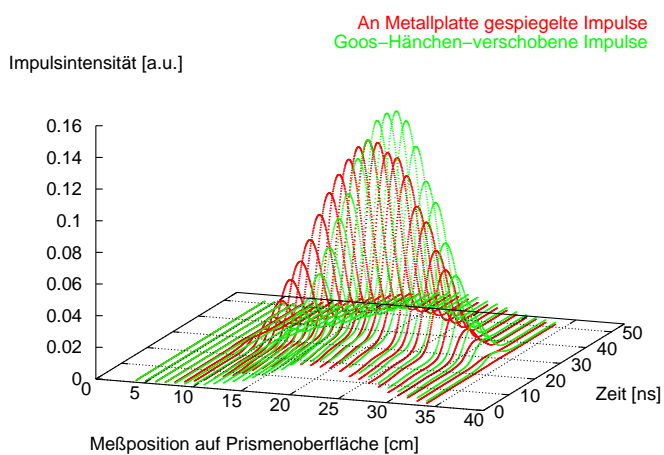 An Metallplatte gespiegelte Impulse
Goos–Hänchen–verschobene Impulse
Impulsintensität [a.u.]
0.16
0.14
0.12
0.1
0.08
0.06
0.04
0.02
0
0 5 10 15 20 25 30 35 40
0 10 20 30 40 50
Zeit [ns]
Meßposition auf Prismenoberfläche [cm]